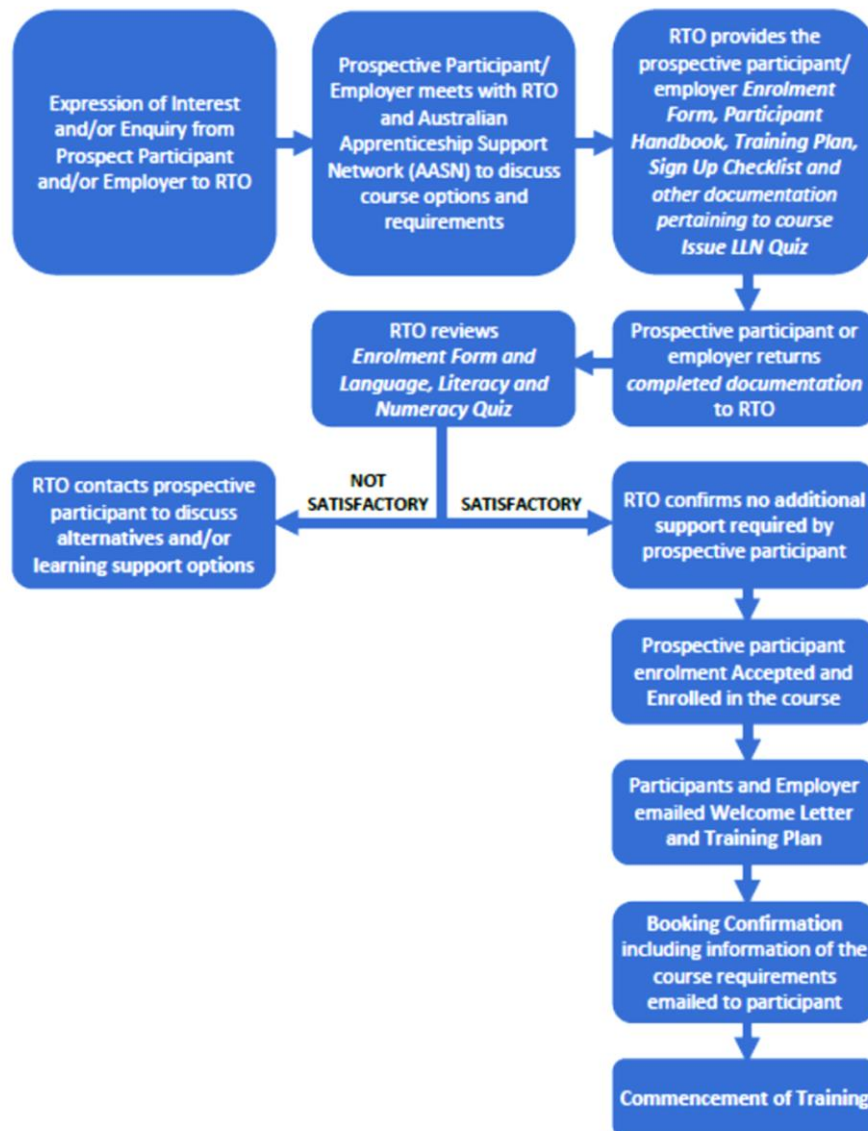 Expression of Interest
and/or Enquiry from
Prospect Participant
and/or Employer to RTO
Prospective Participant/
Employer meets with RTO
and Australian
Apprenticeship Support
Network (AASN) to discuss
course options and
requirements
RTO provides the
prospective participant/
employer Enrolment
Form, Participant
Handbook, Training Plan,
Sign Up Checklist and
other documentation
pertaining to course
Issue LLN Quiz
Prospective participant or
employer returns
completed documentation
to RTO
RTO reviews
Enrolment Form and
Language, Literacy and
Numeracy Quiz
NOT
SATISFACTORY
SATISFACTORY
RTO contacts prospective
participant to discuss
alternatives and/or
learning support options
RTO confirms no additional
support required by
prospective participant
Prospective participant
enrolment Accepted and
Enrolled in the course
Participants and Employer
emailed Welcome Letter
and Training Plan
Booking Confirmation
including information of the
course requirements
emailed to participant
Commencement of Training